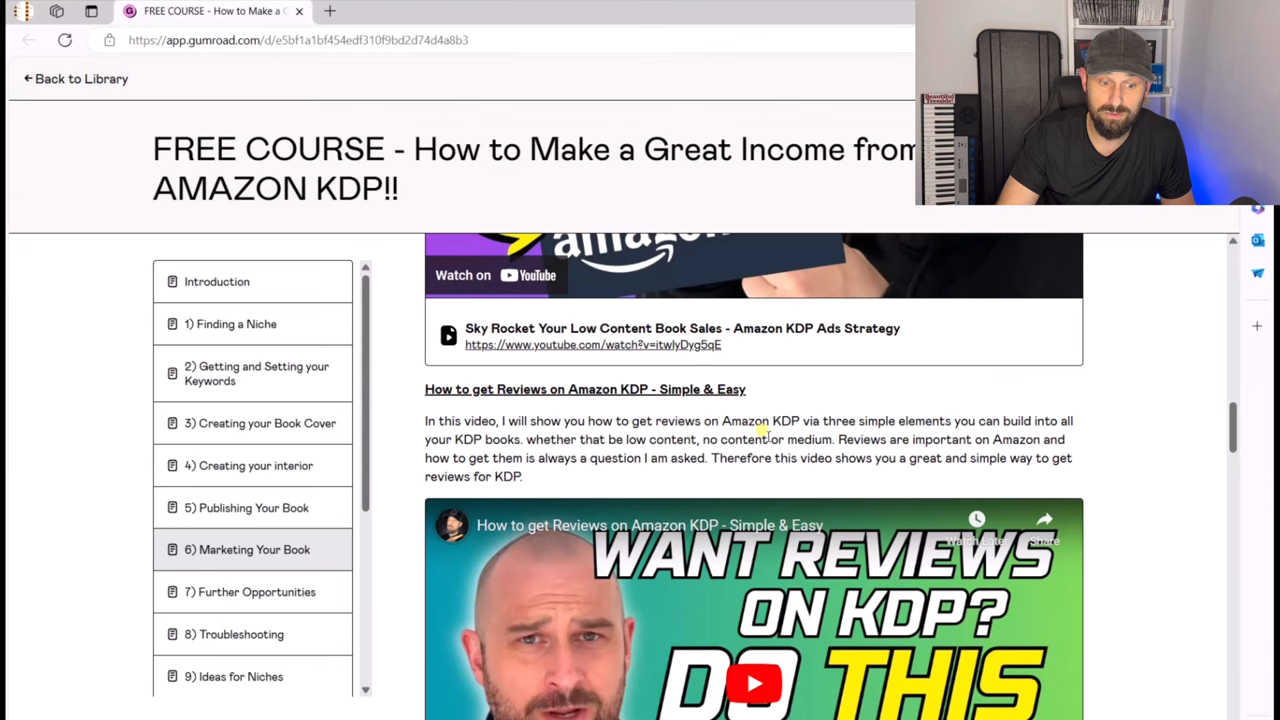 FREE COURSE - How to Make a G
https://app.gumroad.com/d/e5bf1a1bf454edf310f9bd2d74d4a8b3
Back to Library
FREE COURSE - How to Make a Great Income from
AMAZON KDP!!
Introduction
1) Finding a Niche
2) Getting and Setting your
Keywords
3) Creating your Book Cover
4) Creating your interior
5) Publishing Your Book
6) Marketing Your Book
7) Further Opportunities
8) Troubleshooting
9) Ideas for Niches
amazon
Watch on YouTube
Sky Rocket Your Low Content Book Sales - Amazon KDP Ads Strategy
https://www.youtube.com/watch?v=itwlyDyg5qE
How to get Reviews on Amazon KDP - Simple & Easy
In this video, I will show you how to get reviews on Amazon KDP via three simple elements you can build into all
your KDP books. whether that be low content, no content or medium. Reviews are important on Amazon and
how to get them is always a question I am asked. Therefore this video shows you a great and simple way to get
reviews for KDP.
How to get Reviews on Amazon KDP - Simple & Easy
Watch Later
Share
WANT REVIEWS
ON KDP?
DO THIS